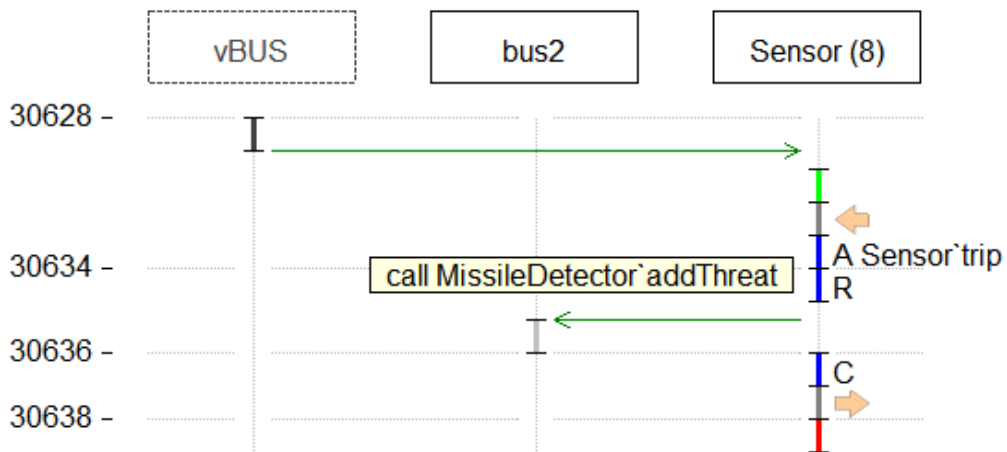 vBUS bus2 Sensor (8)
30628
A Sensor`trip
30634
call MissileDetector`addThreat
R
30636
C
30638